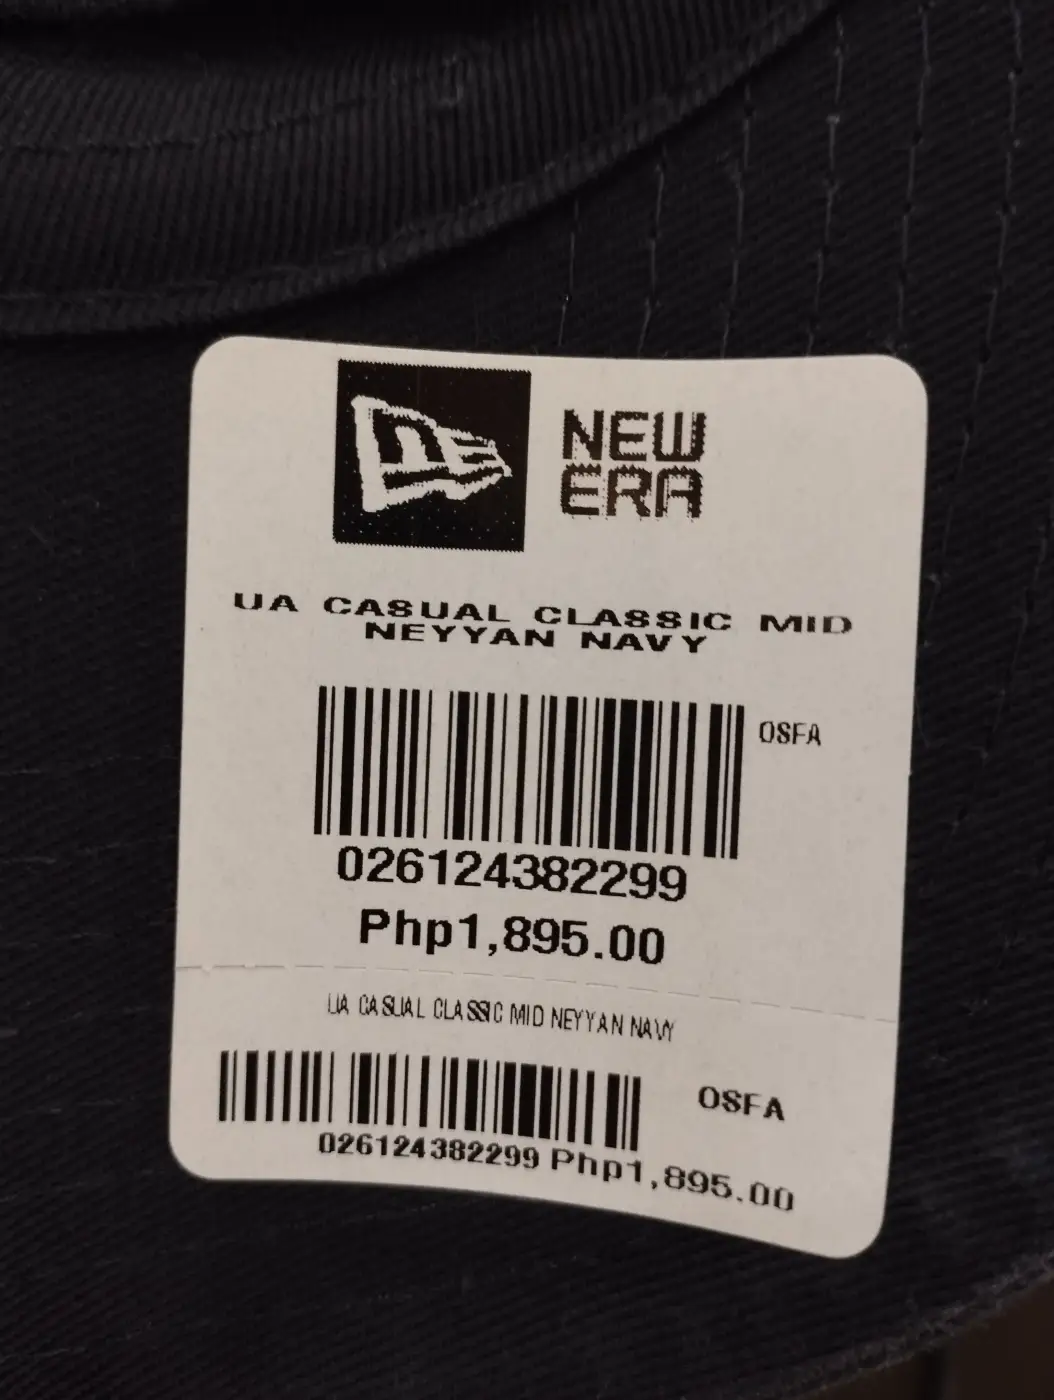 NEW
ERA
UA CASUAL CLASSIC MID
NEYYAN NAVY
OSFA
026124382299
Php1,895.00
UA CASUAL CLASSIC MID NEYYAN NAVY
OSFA
026124382299 Php1,895.00